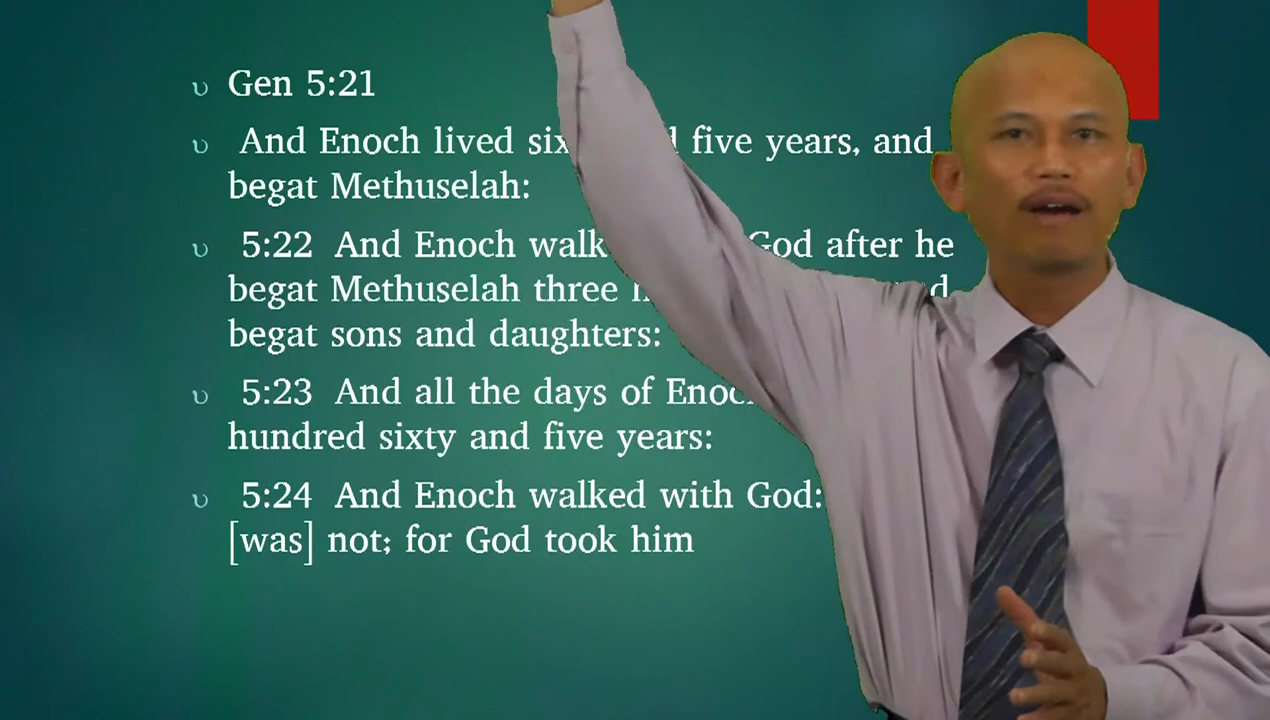 Gen 5:21
And Enoch lived five years, and
begat Methuselah:
5:22 And Enoch God after he
begat Methuselah three
begat sons and daughters:
5:23 And all the days of Enoch
hundred sixty and five years:
5:24 And Enoch walked with God:
[was] not; for God took him